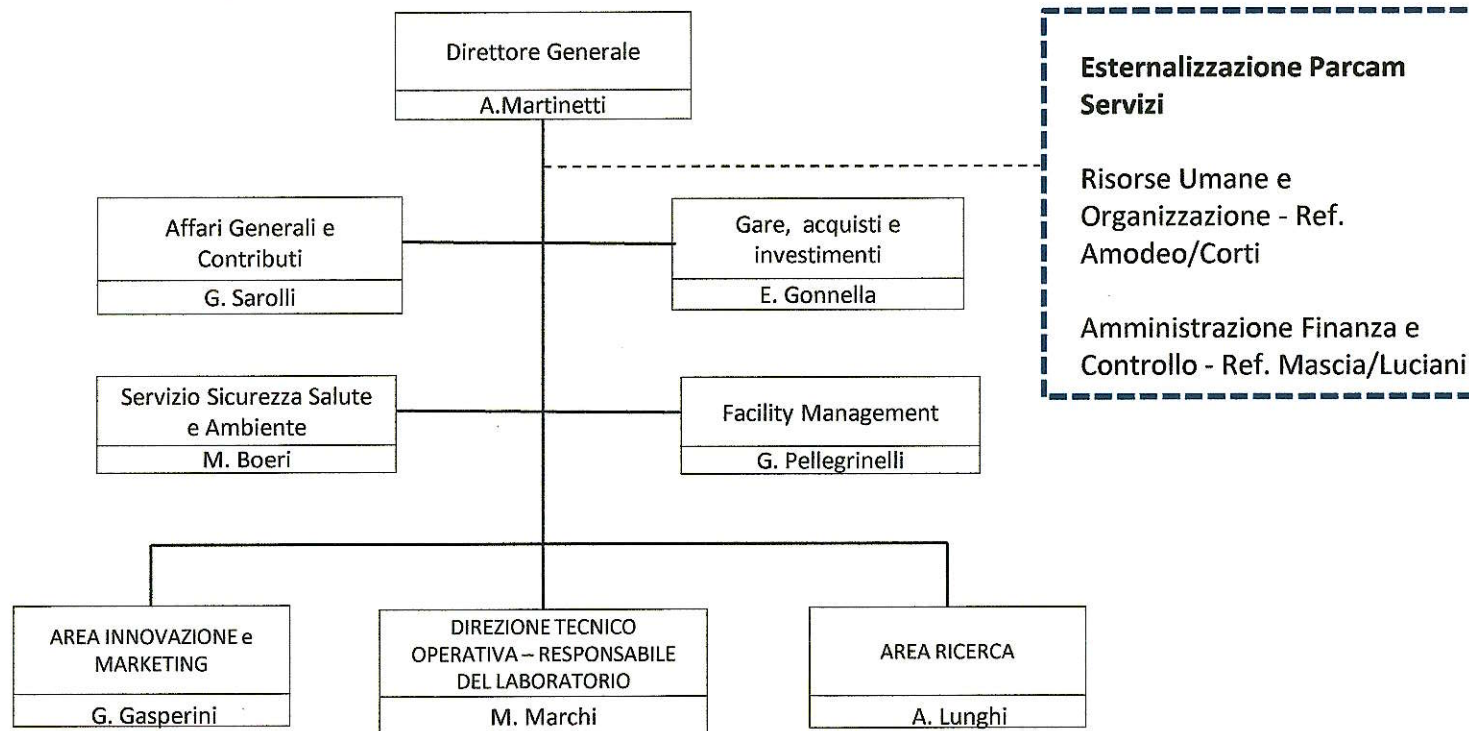 Direttore Generale
A.Martinetti
Esternalizzazione Parcam
Servizi
Risorse Umane e
Organizzazione - Ref.
Amodeo/Corti
Amministrazione Finanza e
Controllo - Ref. Mascia/Luciani
Affari Generali e
Contributi
G. Sarolli
Gare, acquisti e
investimenti
E. Gonnella
Servizio Sicurezza Salute
e Ambiente
M. Boeri
Facility Management
G. Pellegrinelli
AREA INNOVAZIONE e
MARKETING
G. Gasperini
DIREZIONE TECNICO
OPERATIVA – RESPONSABILE
DEL LABORATORIO
M. Marchi
AREA RICERCA
A. Lunghi